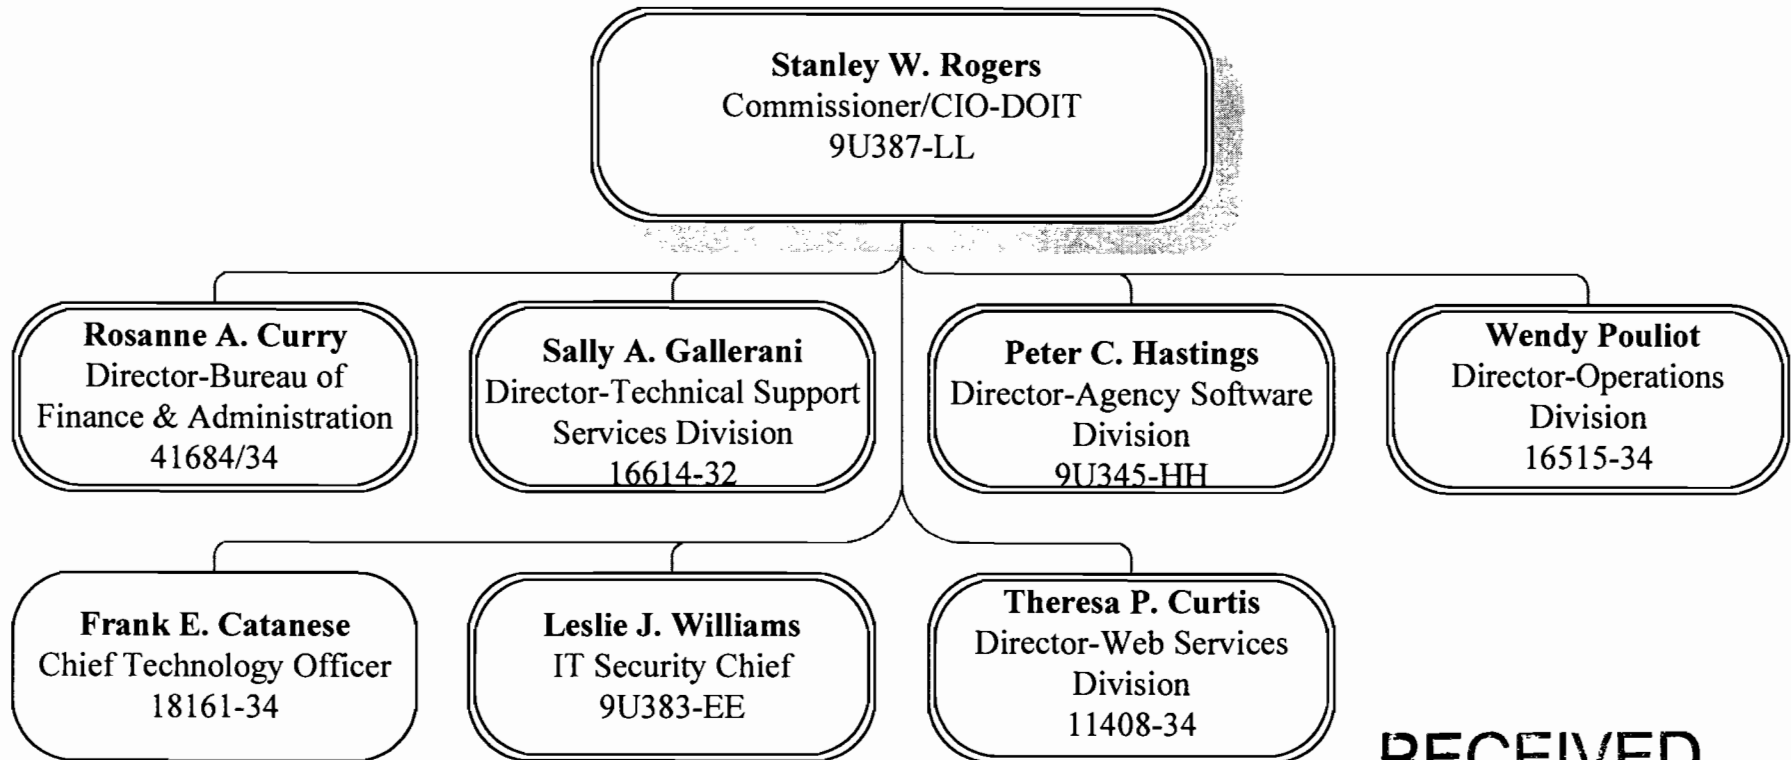 Stanley W. Rogers
Commissioner/CIO-DOIT
9U387-LL
Rosanne A. Curry
Director-Bureau of
Finance & Administration
41684/34
Sally A. Gallerani
Director-Technical Support
Services Division
16614-32
Peter C. Hastings
Director-Agency Software
Division
9U345-HH
Wendy Pouliot
Director-Operations
Division
16515-34
Frank E. Catanese
Chief Technology Officer
18161-34
Leslie J. Williams
IT Security Chief
9U383-EE
Theresa P. Curtis
Director-Web Services
Division
11408-34
RECEIVED